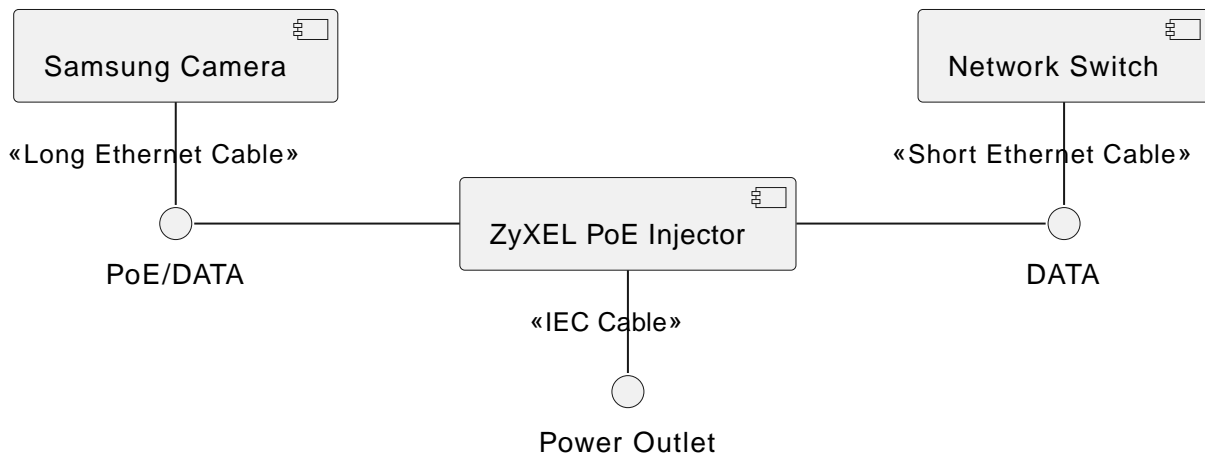 Samsung Camera
Network Switch
«Long Ethernet Cable»
«Short Ethernet Cable»
ZyXEL PoE Injector
PoE/DATA
DATA
«IEC Cable»
Power Outlet